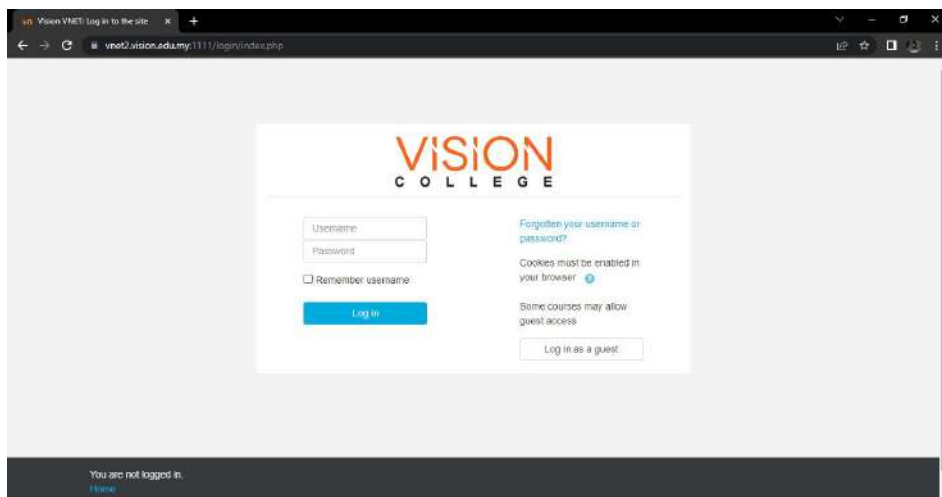 Vision VNET: Log in to the site
vnet2.vision.edu.my:1111/login/index.php
VISION
COLLEGE
Username
Password
Remember username
Log in
Forgotten your username or
password?
Cookies must be enabled in
your browser
Some courses may allow
guest access
Log in as a guest
You are not logged in.
Home